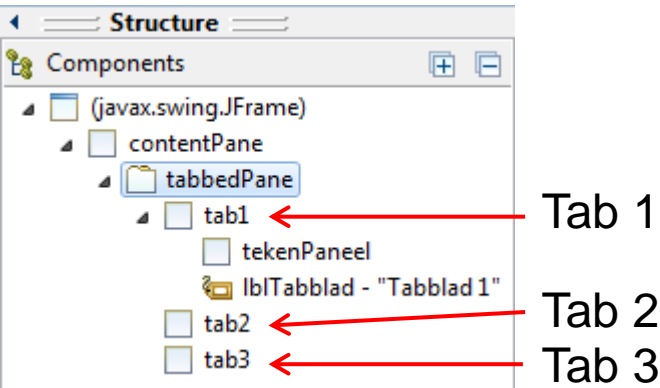 Structure
Components
(javax.swing.JFrame)
contentPane
tabbedPane
tab1
Tab 1
tekenPaneel
lblTabblad - "Tabblad 1"
tab2
Tab 2
tab3
Tab 3